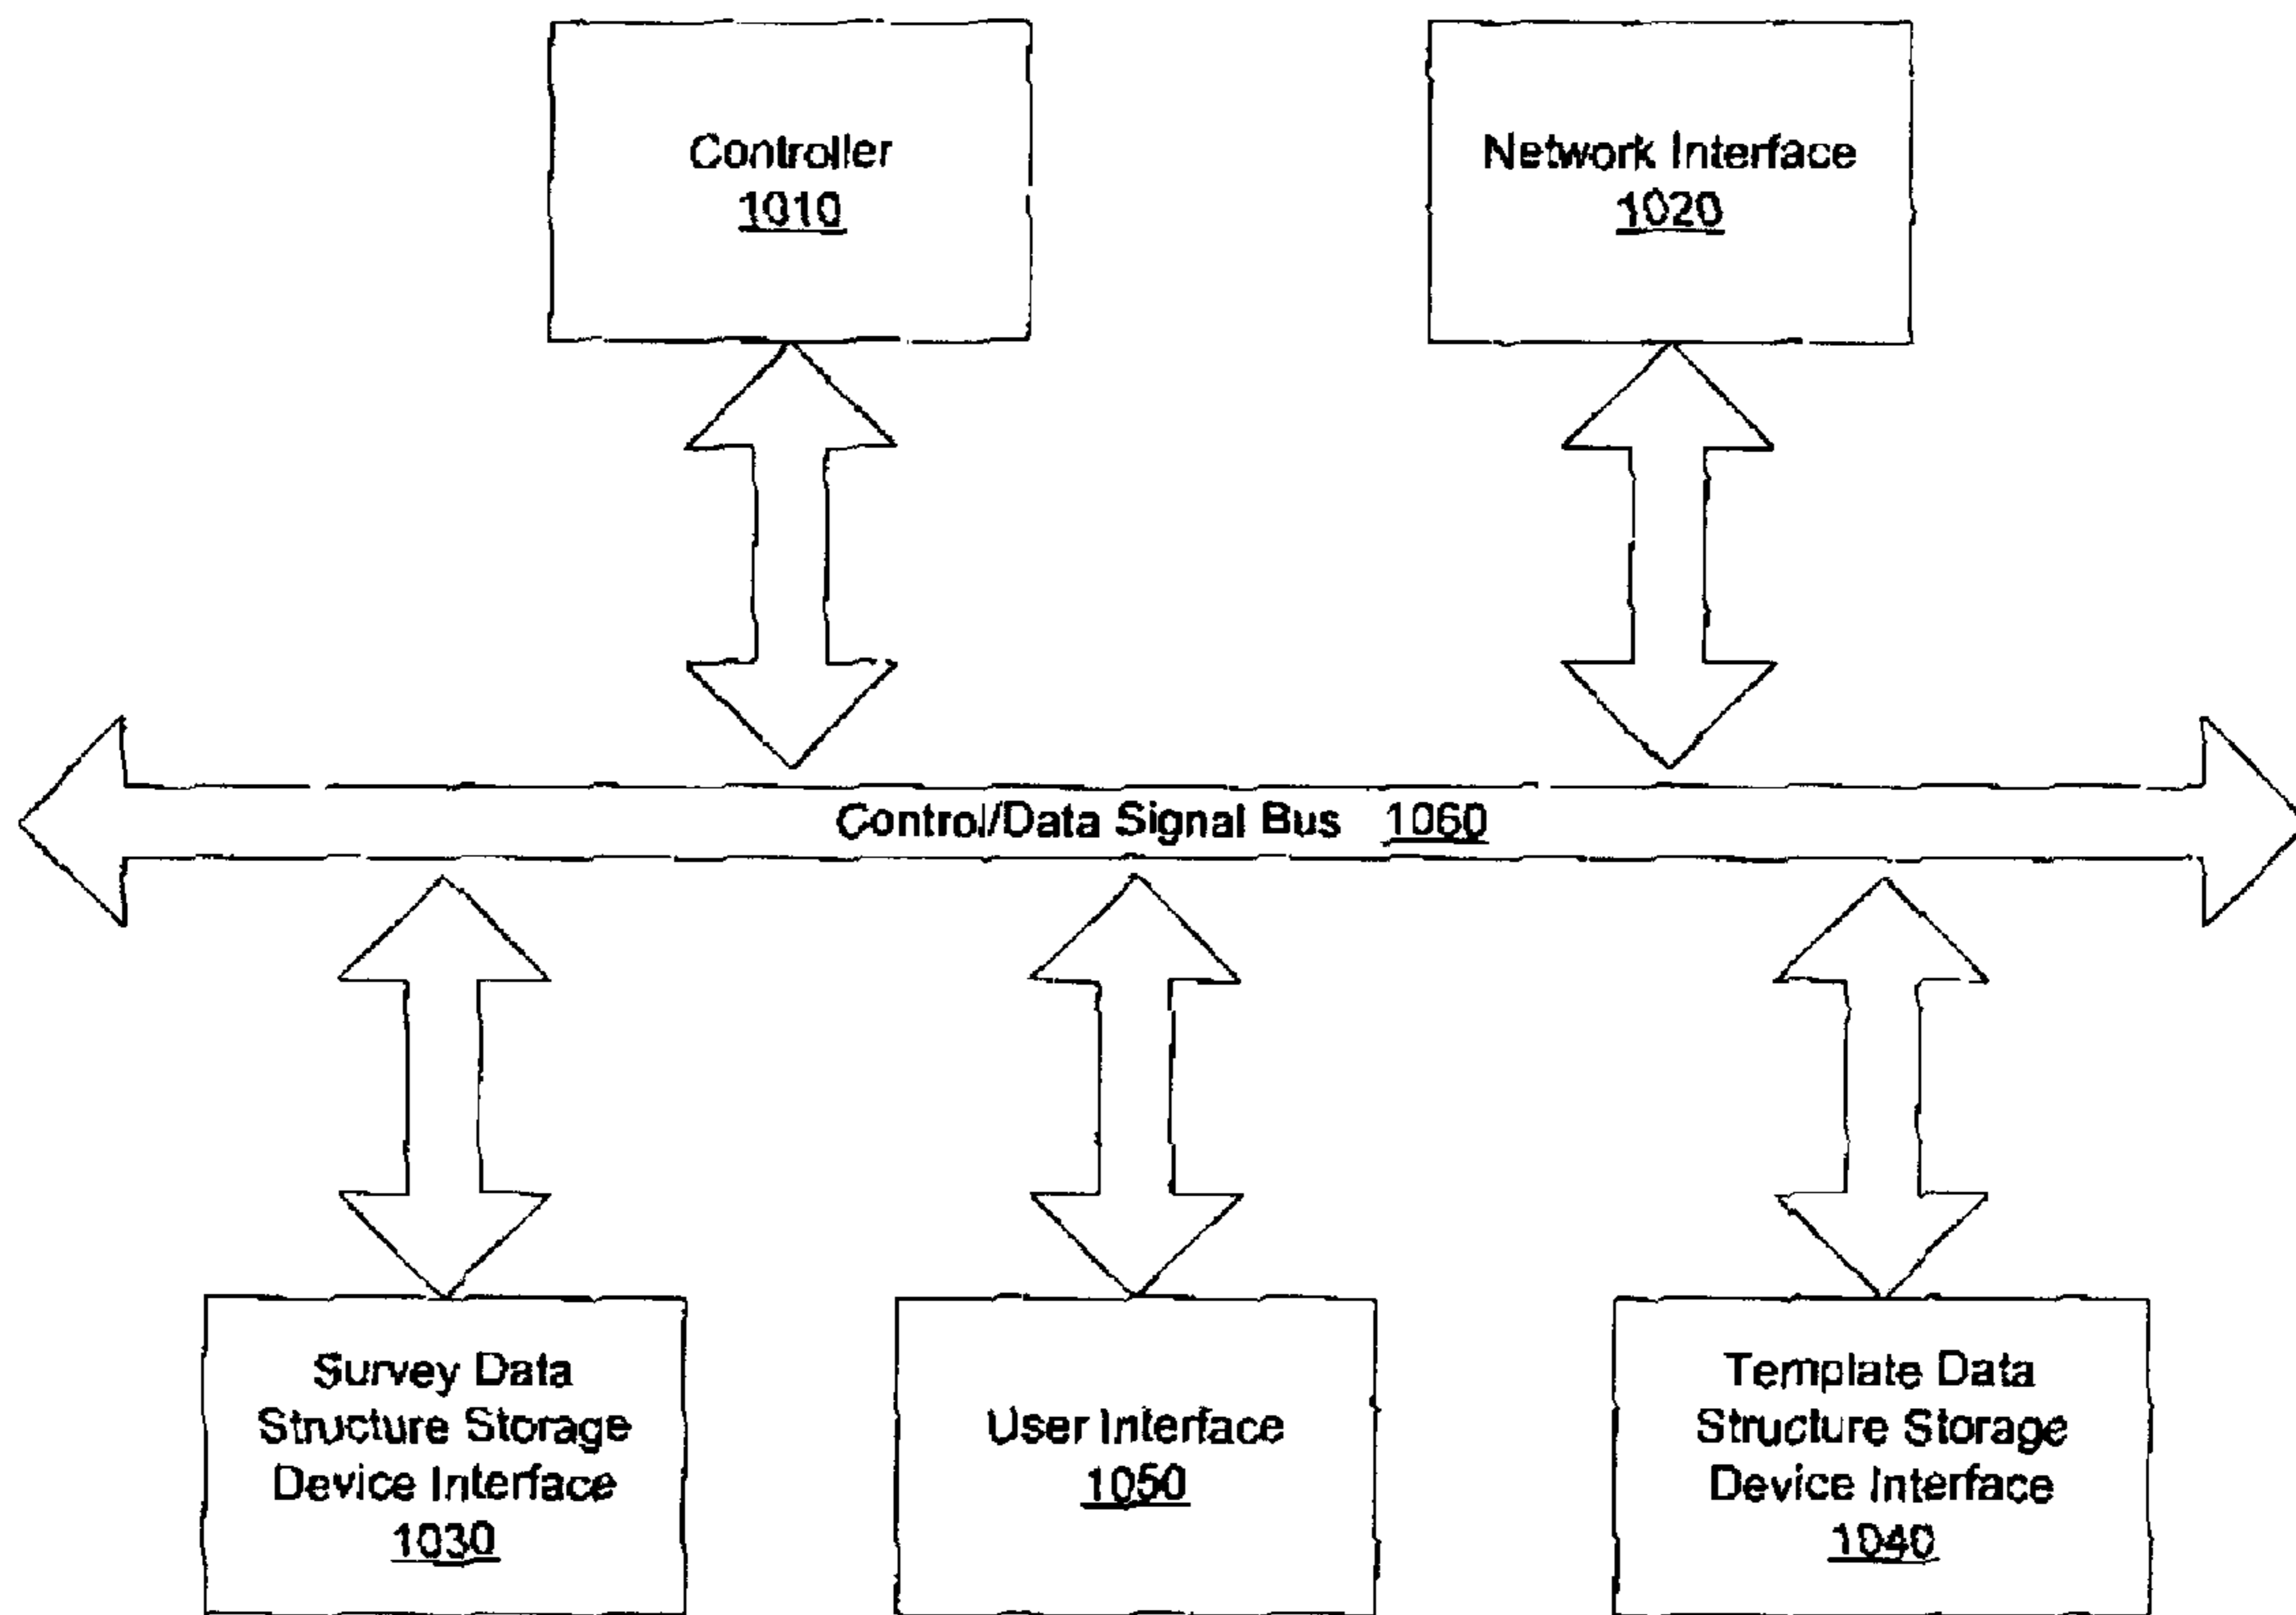 Controller
1010
Network Interface
1020
Control/Data Signal Bus 1060
Survey Data
Structure Storage
Device Interface
1030
User Interface
1050
Template Data
Structure Storage
Device Interface
1040